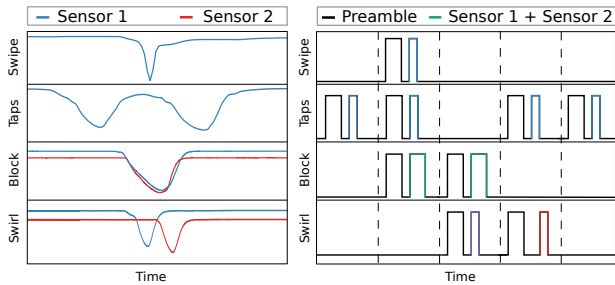 Sensor 1 Sensor 2
Swipe
Taps
Block
Swirl
Time
Preamble Sensor 1 + Sensor 2
Swipe
Taps
Block
Swirl
Time